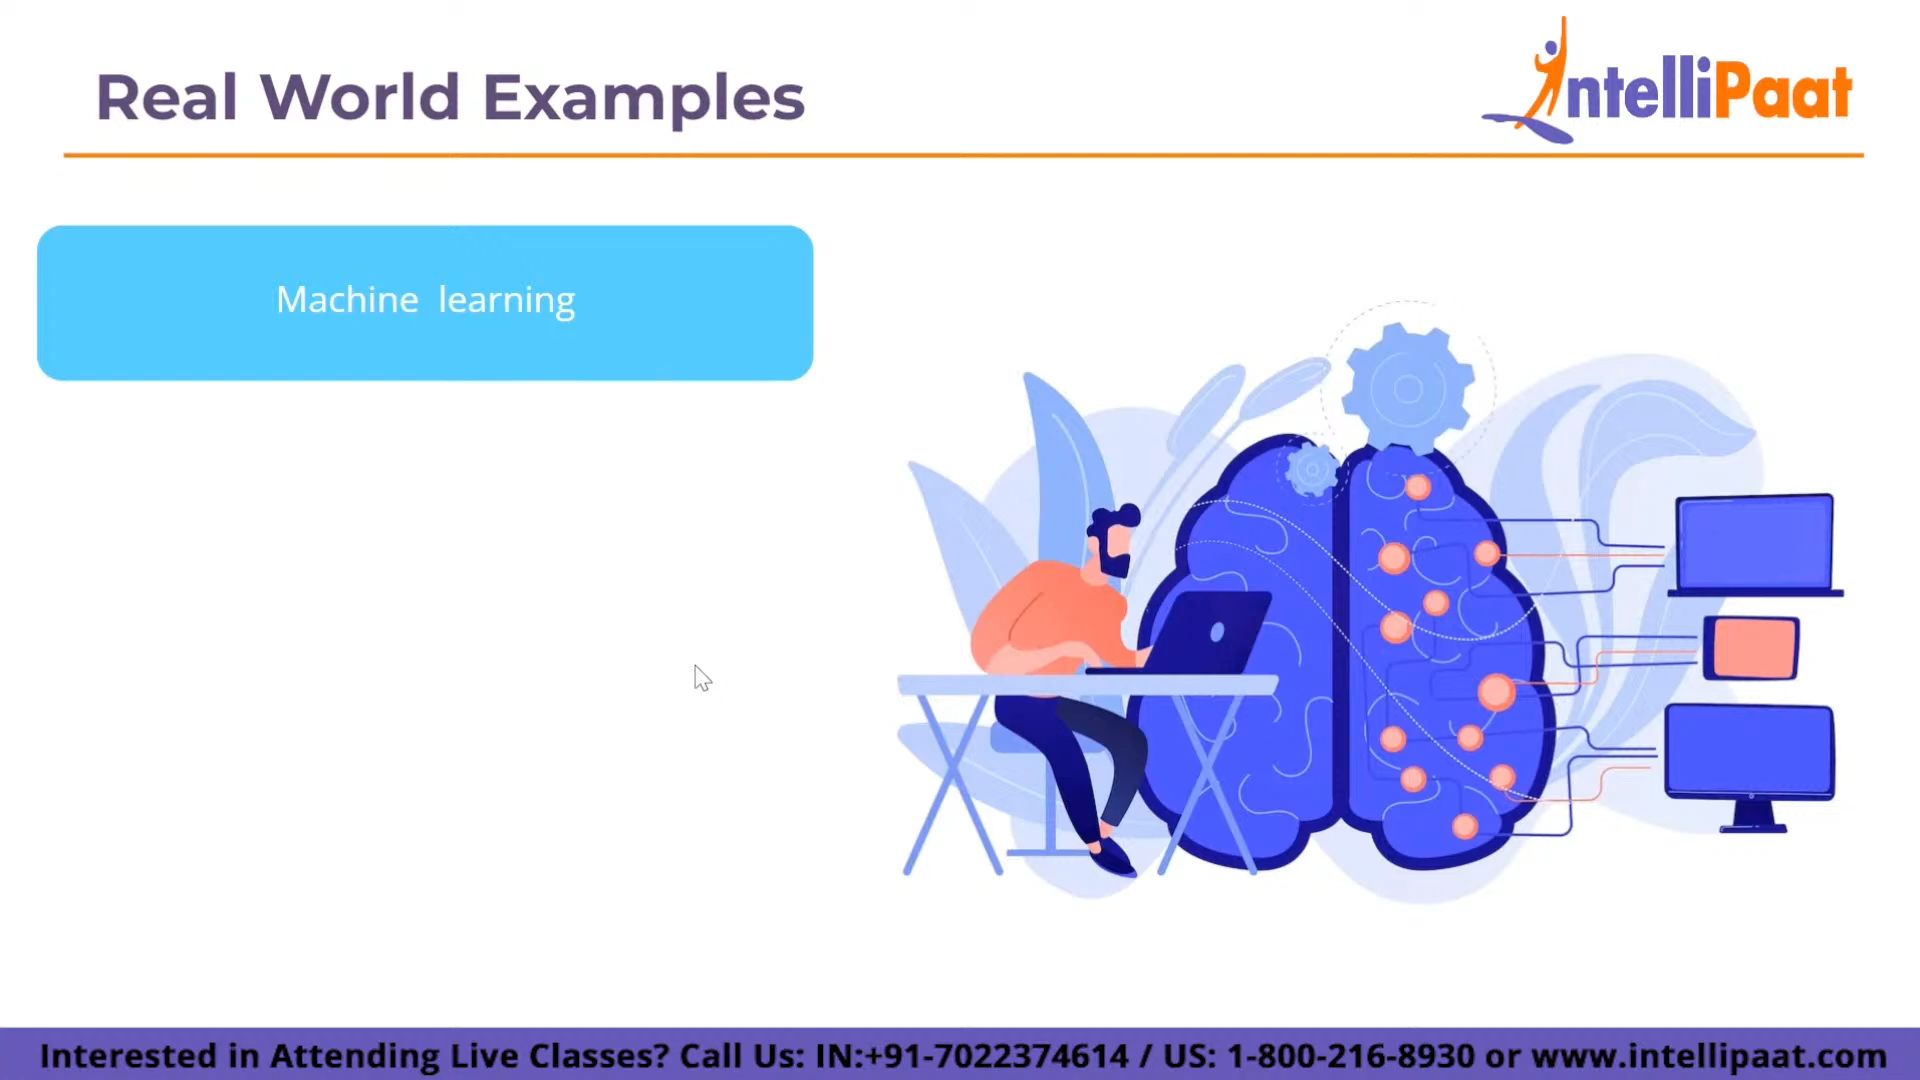 Real World Examples
IntelliPaat
Machine learning
Interested in Attending Live Classes? Call Us: IN:+91-7022374614 / US: 1-800-216-8930 or www.intellipaat.com